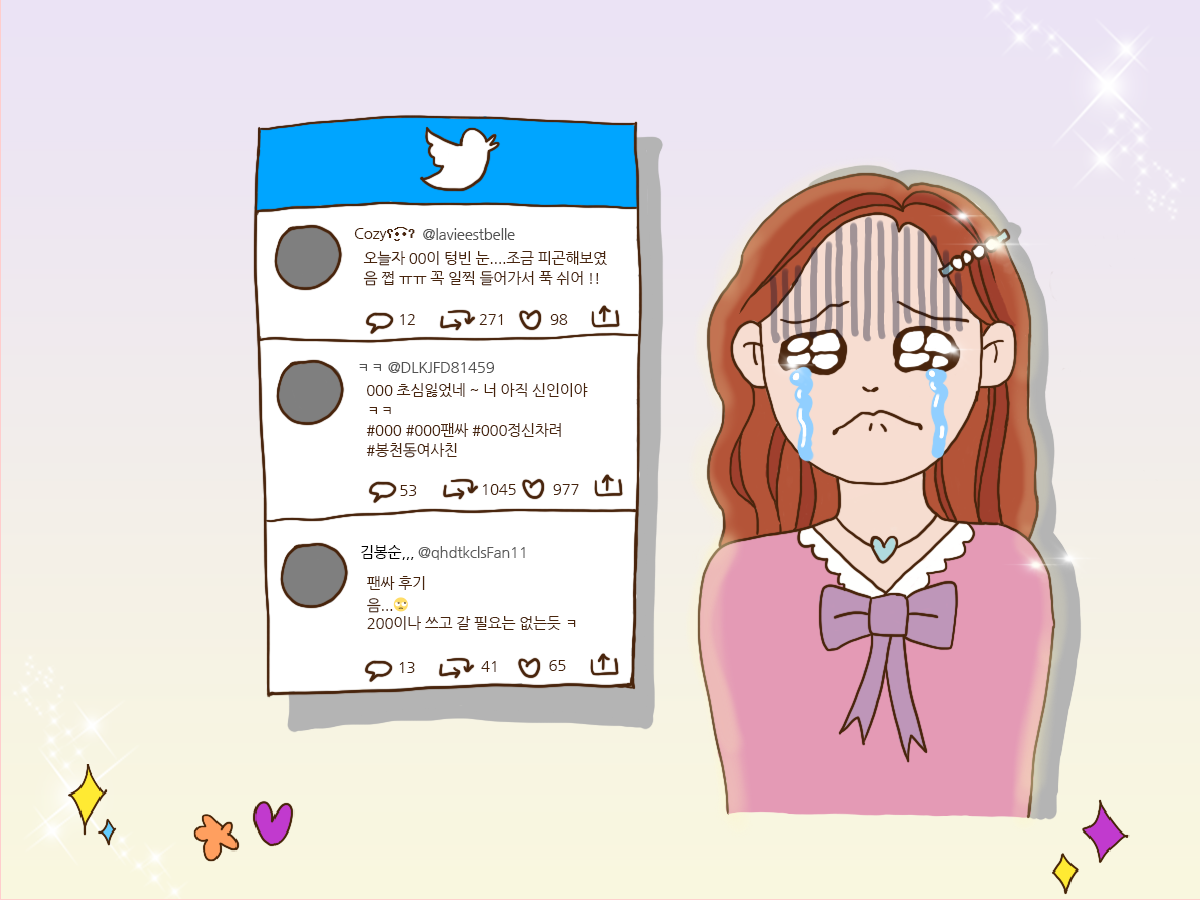 Cozyʕ•̫͡•ʔ @lavieestbelle
오늘자 00이 텅빈 눈....조금 피곤해보였
음 쩝 ㅠㅠ 꼭 일찍 들어가서 푹 쉬어 !!
12 271 98
ㅋㅋ @DLKJFD81459
000 초심잃었네 ~ 너 아직 신인이야
ㅋㅋ
#000 #000팬싸 #000정신차려
#봉천동여사친
53 1045 977
김봉순,,, @qhdtkclsFan11
팬싸 후기
음...🙄
200이나 쓰고 갈 필요는 없는듯 ㅋ
13 41 65